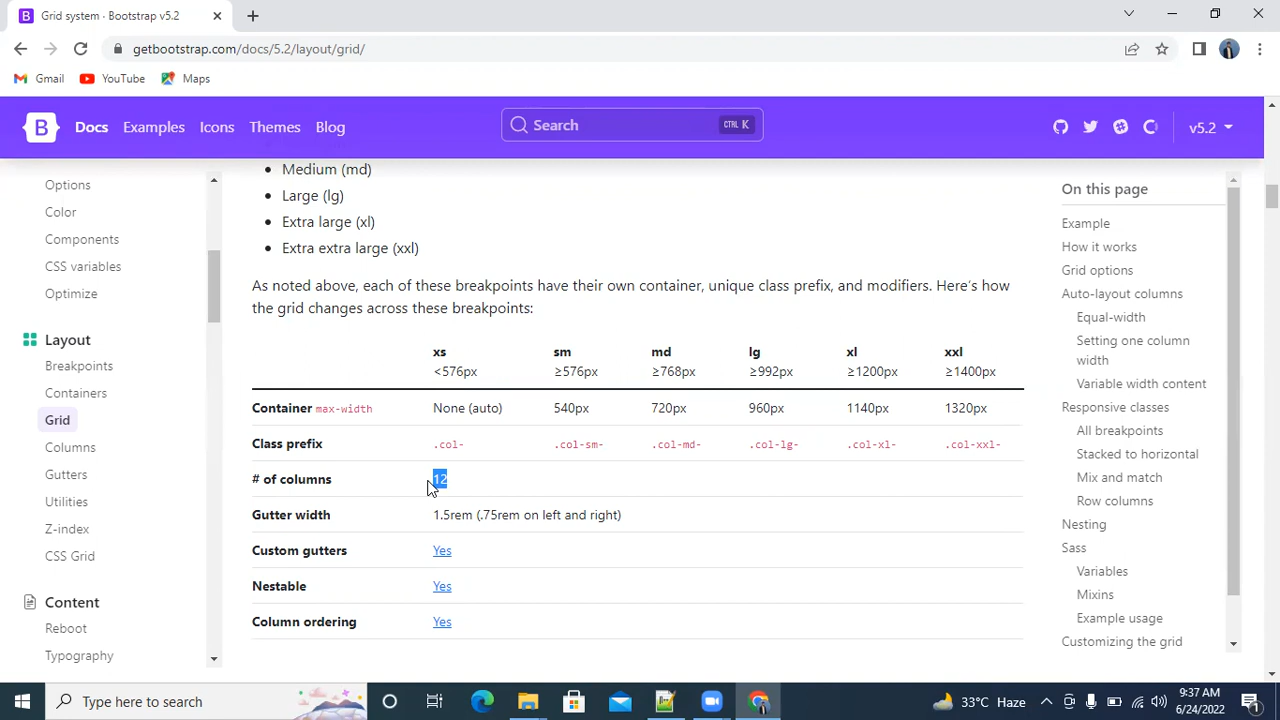 Grid system · Bootstrap v5.2
getbootstrap.com/docs/5.2/layout/grid/
Gmail YouTube Maps
B Docs Examples Icons Themes Blog Search CTRL K v5.2
Options
Color
Components
CSS variables
Optimize
Layout
Breakpoints
Containers
Grid
Columns
Gutters
Utilities
Z-index
CSS Grid
Content
Reboot
Typography
Medium (md)
Large (lg)
Extra large (xl)
Extra extra large (xxl)
As noted above, each of these breakpoints have their own container, unique class prefix, and modifiers. Here's how
the grid changes across these breakpoints:
xs sm md lg xl xxl
<576px ≥576px ≥768px ≥992px ≥1200px ≥1400px
Container max-width None (auto) 540px 720px 960px 1140px 1320px
Class prefix .col- .col-sm- .col-md- .col-lg- .col-xl- .col-xxl-
# of columns 12
Gutter width 1.5rem (.75rem on left and right)
Custom gutters Yes
Nestable Yes
Column ordering Yes
On this page
Example
How it works
Grid options
Auto-layout columns
Equal-width
Setting one column
width
Variable width content
Responsive classes
All breakpoints
Stacked to horizontal
Mix and match
Row columns
Nesting
Sass
Variables
Mixins
Example usage
Customizing the grid
Type here to search
33°C Haze
9:37 AM
6/24/2022
1